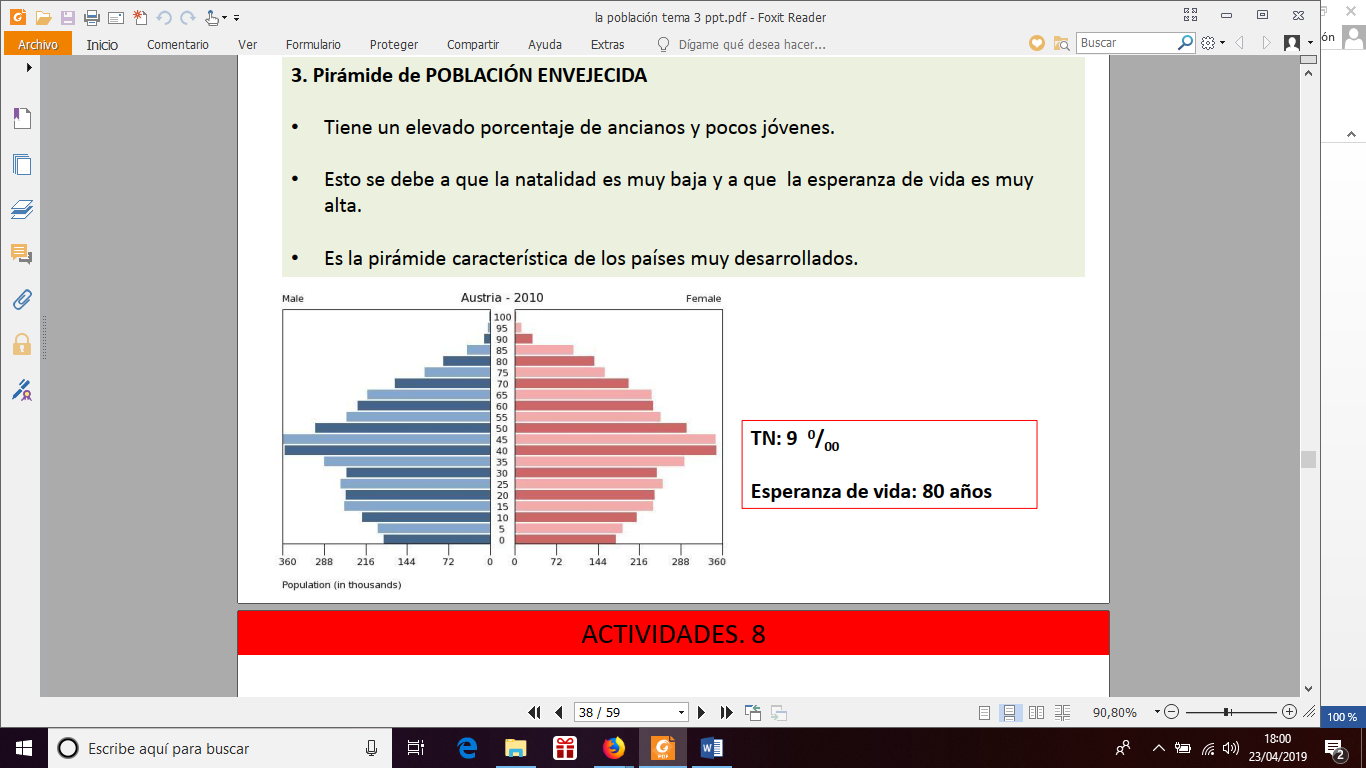 la población tema 3 ppt.pdf - Foxit Reader
Archivo Inicio Comentario Ver Formulario Proteger Compartir Ayuda Extras Dígame qué desea hacer... Buscar
ón
3. Pirámide de POBLACIÓN ENVEJECIDA
• Tiene un elevado porcentaje de ancianos y pocos jóvenes.
• Esto se debe a que la natalidad es muy baja y a que la esperanza de vida es muy
alta.
• Es la pirámide característica de los países muy desarrollados.
Male Austria - 2010 Female
100
95
90
85
80
75
70
65
60
55
50
45
40
35
30
25
20
15
10
5
0
360 288 216 144 72 0 0 72 144 216 288 360
Population (in thousands)
TN: 9 ⁰/₀₀
Esperanza de vida: 80 años
ACTIVIDADES. 8
38 / 59 90,80%
100 %
Escribe aquí para buscar
PDF
18:00
23/04/2019
2